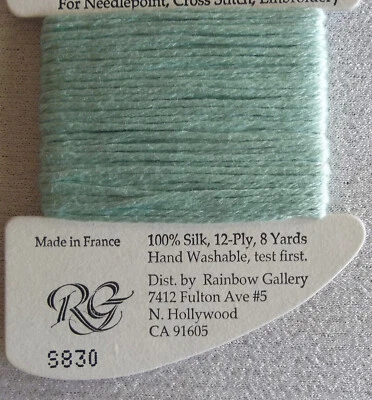 For Needlepoint, Cross Stitch, Embroidery
Made in France
100% Silk, 12-Ply, 8 Yards
Hand Washable, test first.
Dist. by Rainbow Gallery
7412 Fulton Ave #5
N. Hollywood
CA 91605
RG
S830